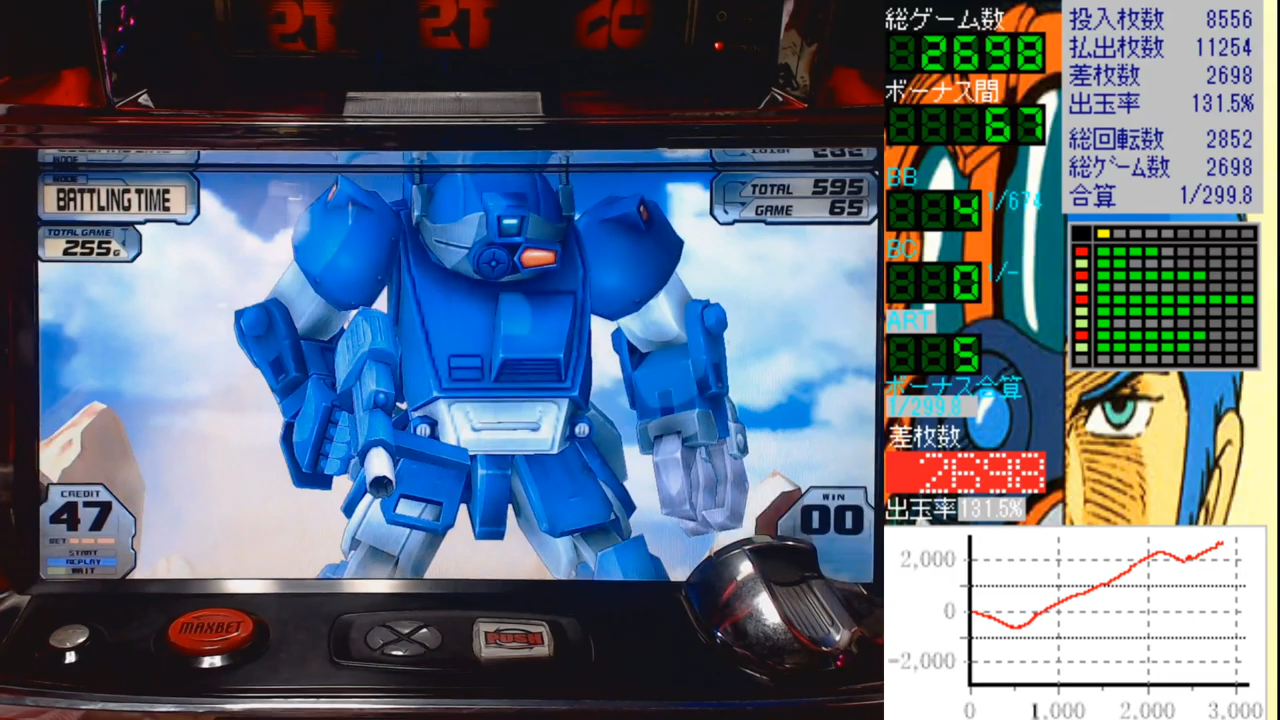 MODE
MODE
BATTLING TIME
TOTAL GAME
255G
TOTAL 595
GAME 65
CREDIT
47
BET
START
REPLAY
WAIT
WIN
00
MAXBET
PUSH
総ゲーム数
2698
ボーナス間
67
BB
4 1/674
BC
0 1/-
ART
5
ボーナス合算
1/299.8
差枚数
2698
出玉率 131.5%
投入枚数 8556
払出枚数 11254
差枚数 2698
出玉率 131.5%
総回転数 2852
総ゲーム数 2698
合算 1/299.8
2,000
0
-2,000
0 1,000 2,000 3,000